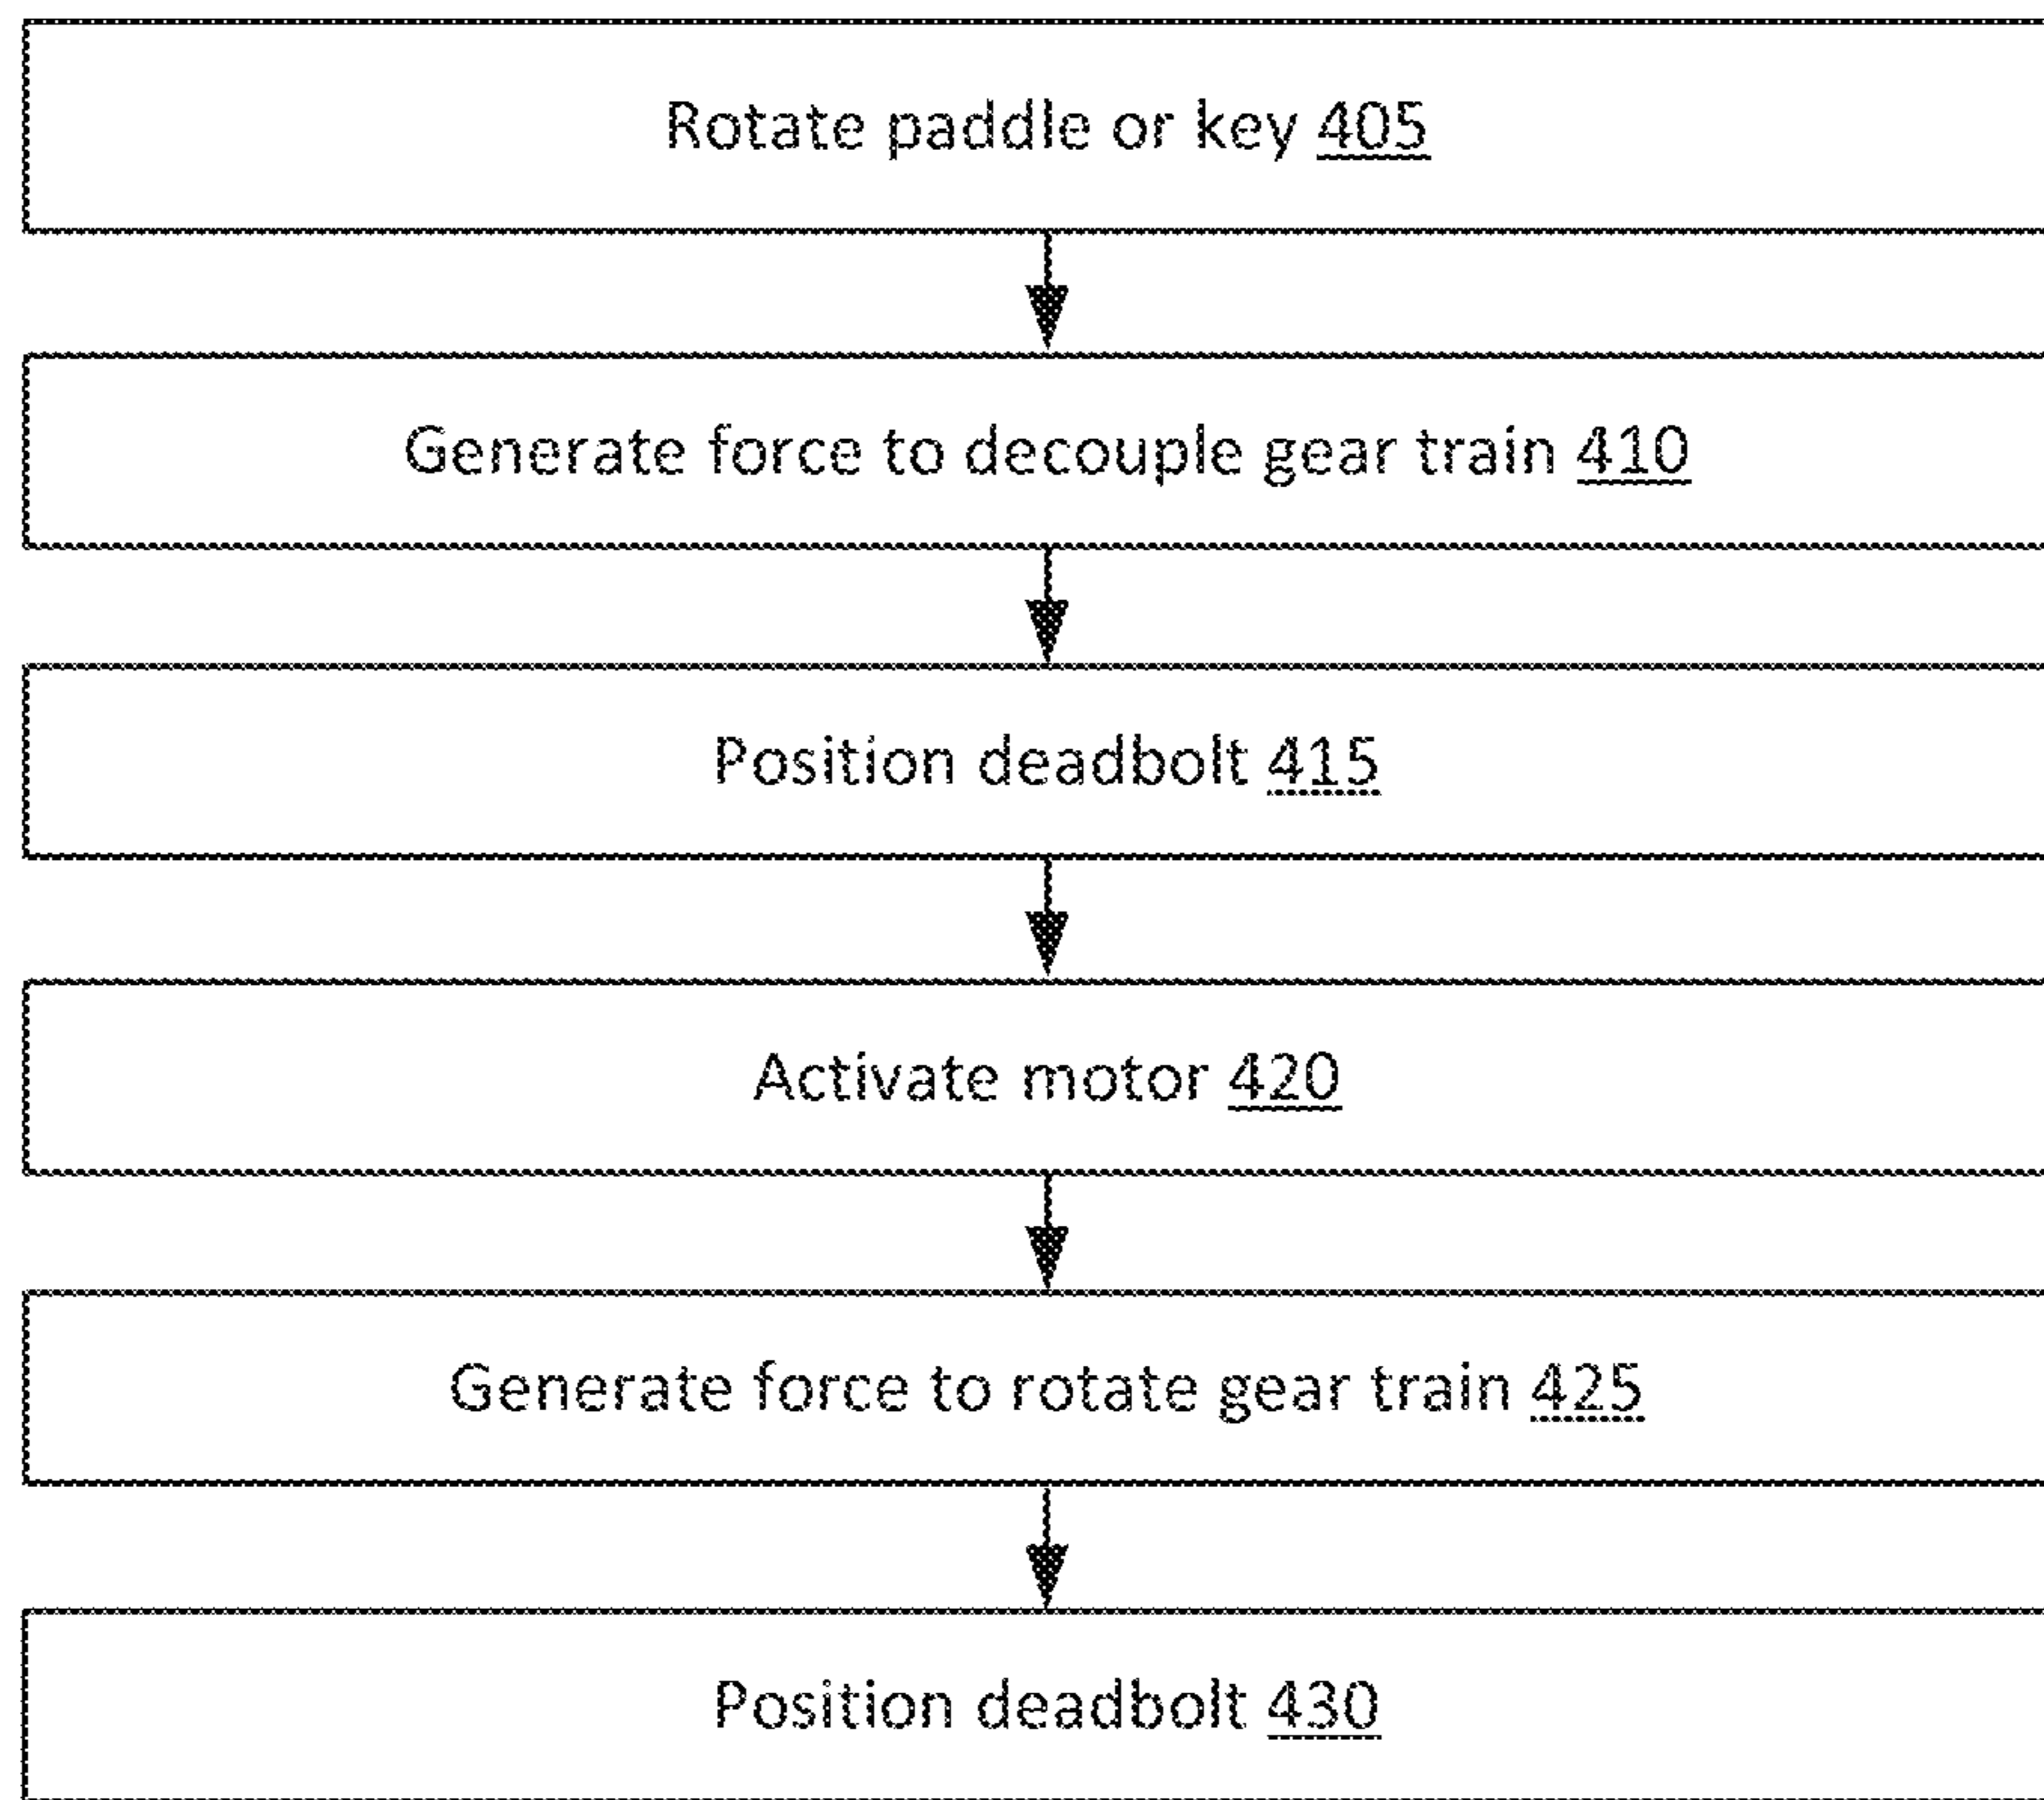 Rotate paddle or key 405
Generate force to decouple gear train 410
Position deadbolt 415
Activate motor 420
Generate force to rotate gear train 425
Position deadbolt 430